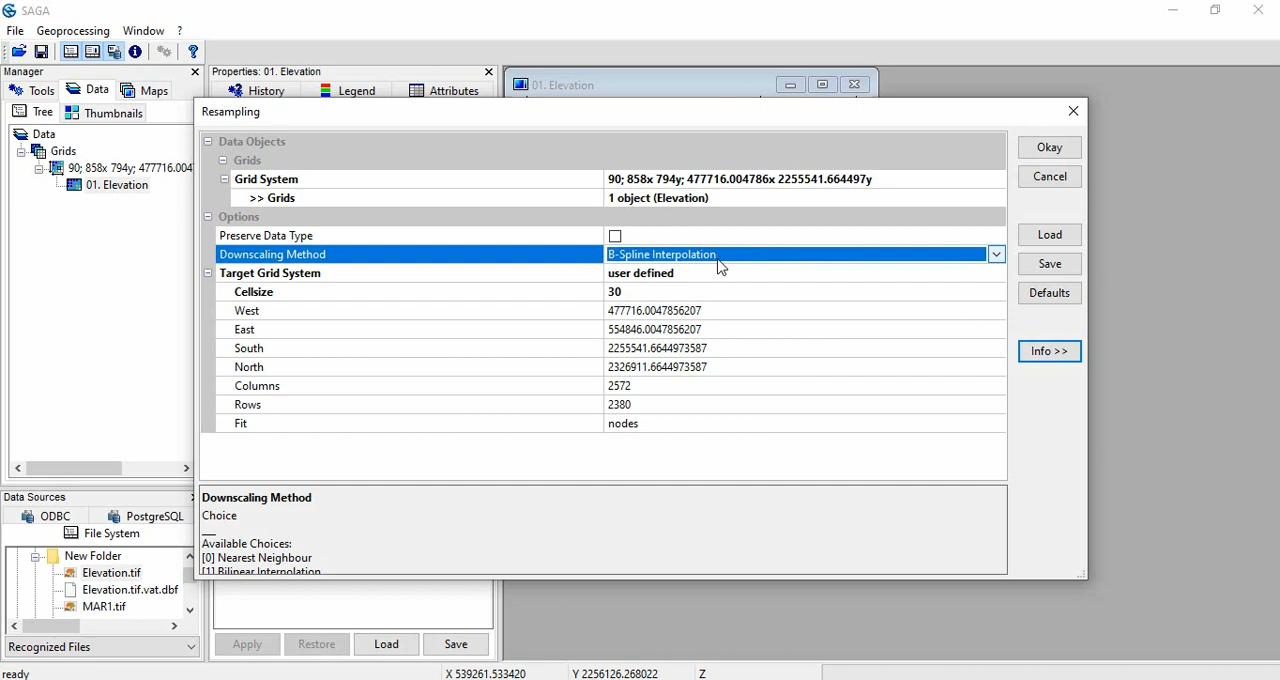 SAGA
File Geoprocessing Window ?
Manager
Tools Data Maps
Tree Thumbnails
Data
Grids
90; 858x 794y; 477716.004
01. Elevation
Data Sources
ODBC PostgreSQL
File System
New Folder
Elevation.tif
Elevation.tif.vat.dbf
MAR1.tif
Recognized Files
Properties: 01. Elevation
History Legend Attributes
Apply Restore Load Save
01. Elevation
Resampling
Data Objects
Grids
Grid System 90; 858x 794y; 477716.004786x 2255541.664497y
>> Grids 1 object (Elevation)
Options
Preserve Data Type
Downscaling Method B-Spline Interpolation
Target Grid System user defined
Cellsize 30
West 477716.0047856207
East 554846.0047856207
South 2255541.6644973587
North 2326911.6644973587
Columns 2572
Rows 2380
Fit nodes
Downscaling Method
Choice
__
Available Choices:
[0] Nearest Neighbour
[1] Bilinear Interpolation
Okay
Cancel
Load
Save
Defaults
Info >>
ready X 539261.533420 Y 2256126.268022 Z